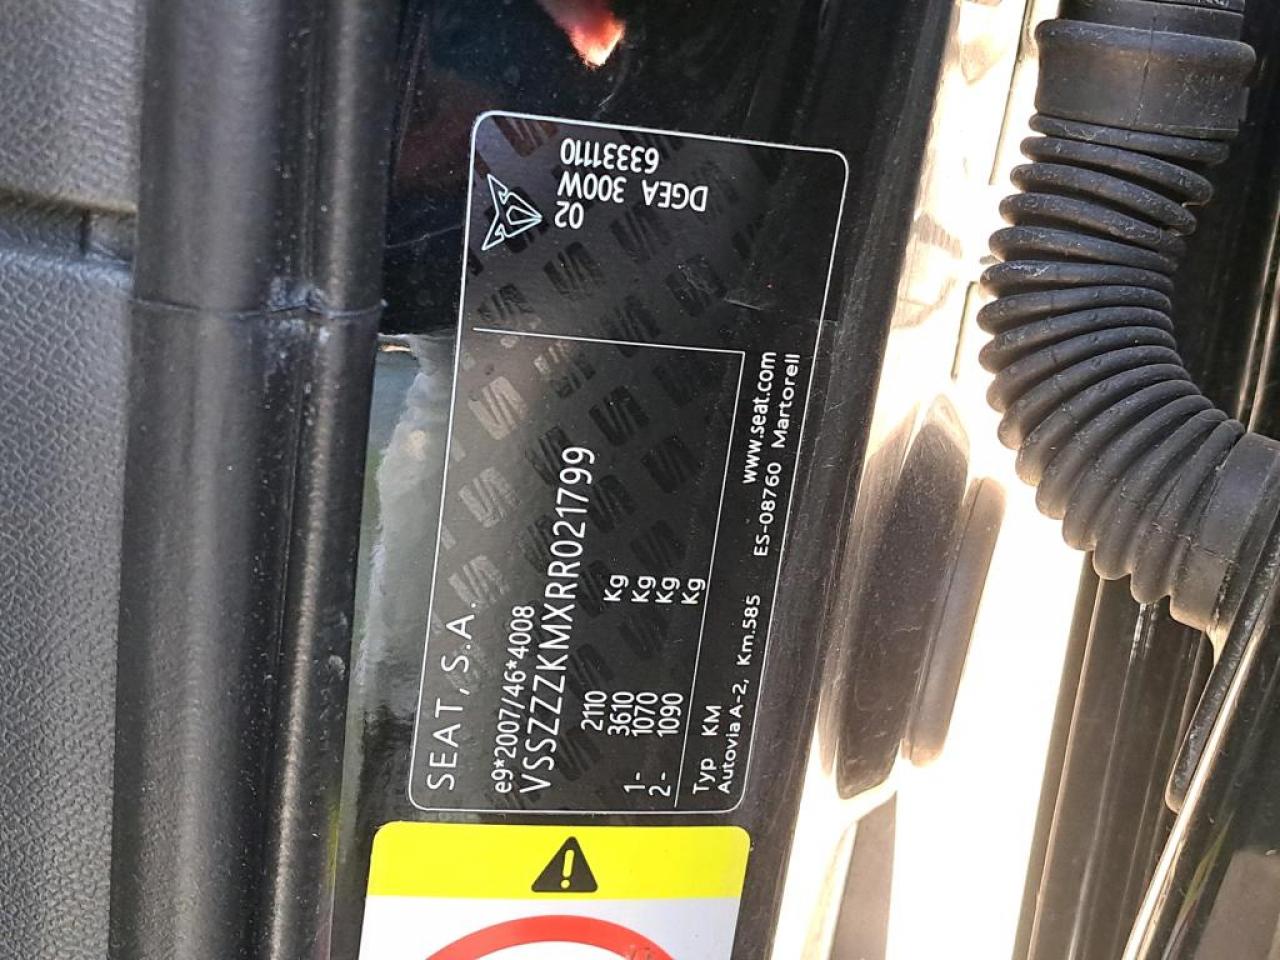 SEAT, S.A.
e9*2007/46*4008
VSSZZZKMXRR021799
2110 Kg
3610 Kg
1- 1070 Kg
2- 1090 Kg
Typ KM
www.seat.com
Autovia A-2, Km.585 ES-08760 Martorell
02
300W 63331110
DGEA